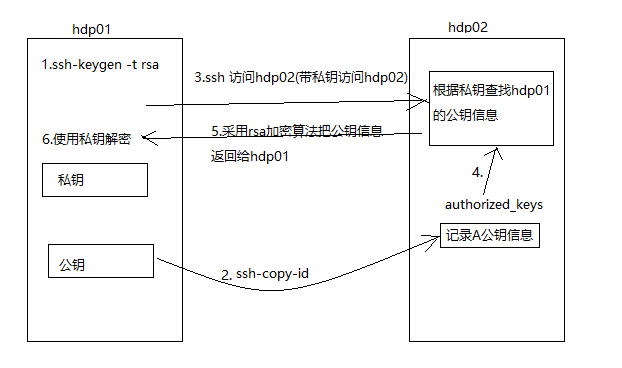 hdp01
hdp02
1.ssh-keygen -t rsa
3.ssh 访问hdp02(带私钥访问hdp02)
根据私钥查找hdp01
的公钥信息
5.采用rsa加密算法把公钥信息
返回给hdp01
6.使用私钥解密
私钥
4.
authorized_keys
记录A公钥信息
公钥
2. ssh-copy-id